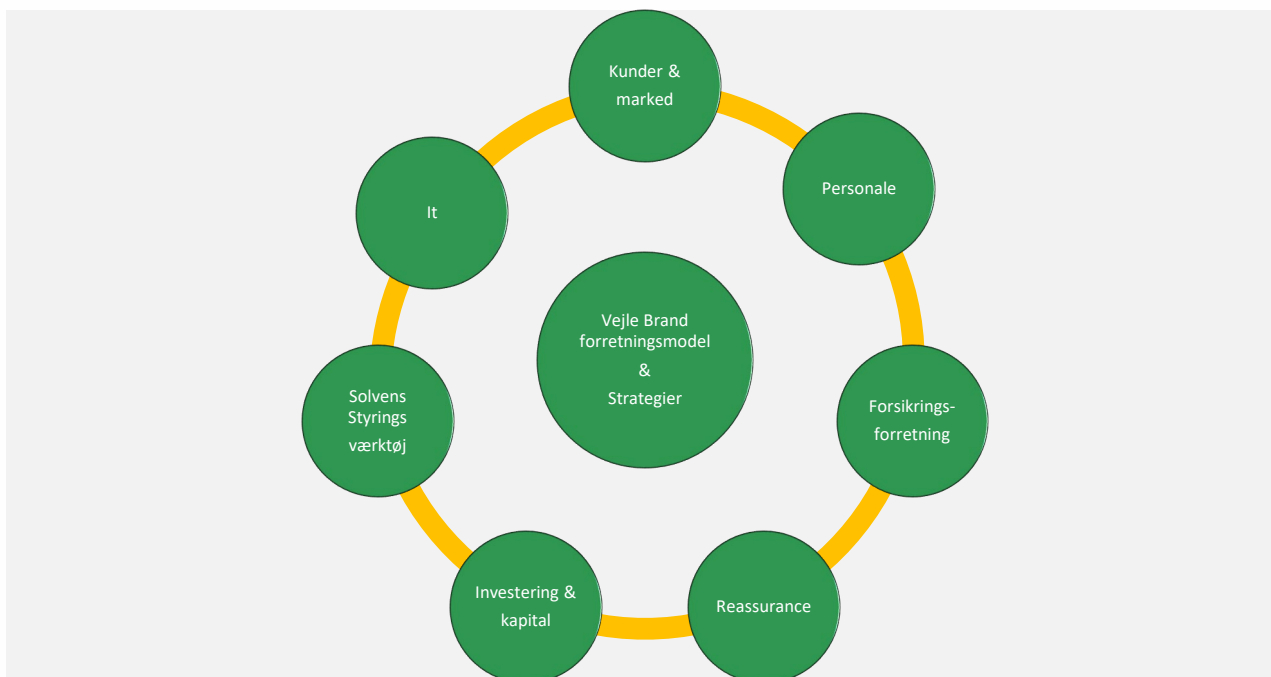 Kunder &
marked
Personale
Forsikrings-
forretning
Reassurance
Investering &
kapital
Solvens
Styrings
værktøj
It
Vejle Brand
forretningsmodel
&
Strategier